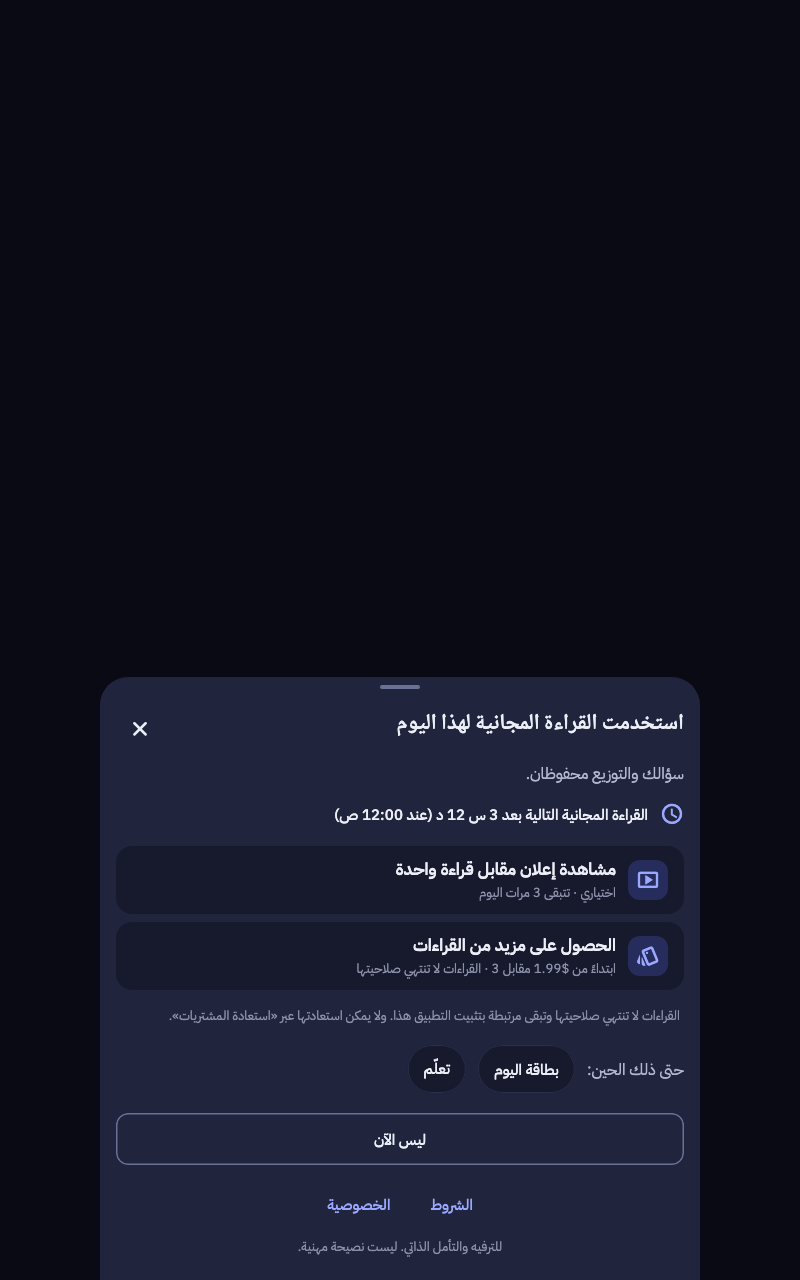 استخدمت القراءة المجانية لهذا اليوم
سؤالك والتوزيع محفوظان.
القراءة المجانية التالية بعد 3 س 12 د (عند 12:00 ص)
مشاهدة إعلان مقابل قراءة واحدة
اختياري · تتبقى 3 مرات اليوم
الحصول على مزيد من القراءات
ابتداءً من $1.99 مقابل 3 · القراءات لا تنتهي صلاحيتها
القراءات لا تنتهي صلاحيتها وتبقى مرتبطة بتثبيت التطبيق هذا. ولا يمكن استعادتها عبر «استعادة المشتريات».
حتى ذلك الحين: بطاقة اليوم تعلّم
ليس الآن
الشروط الخصوصية
للترفيه والتأمل الذاتي. ليست نصيحة مهنية.